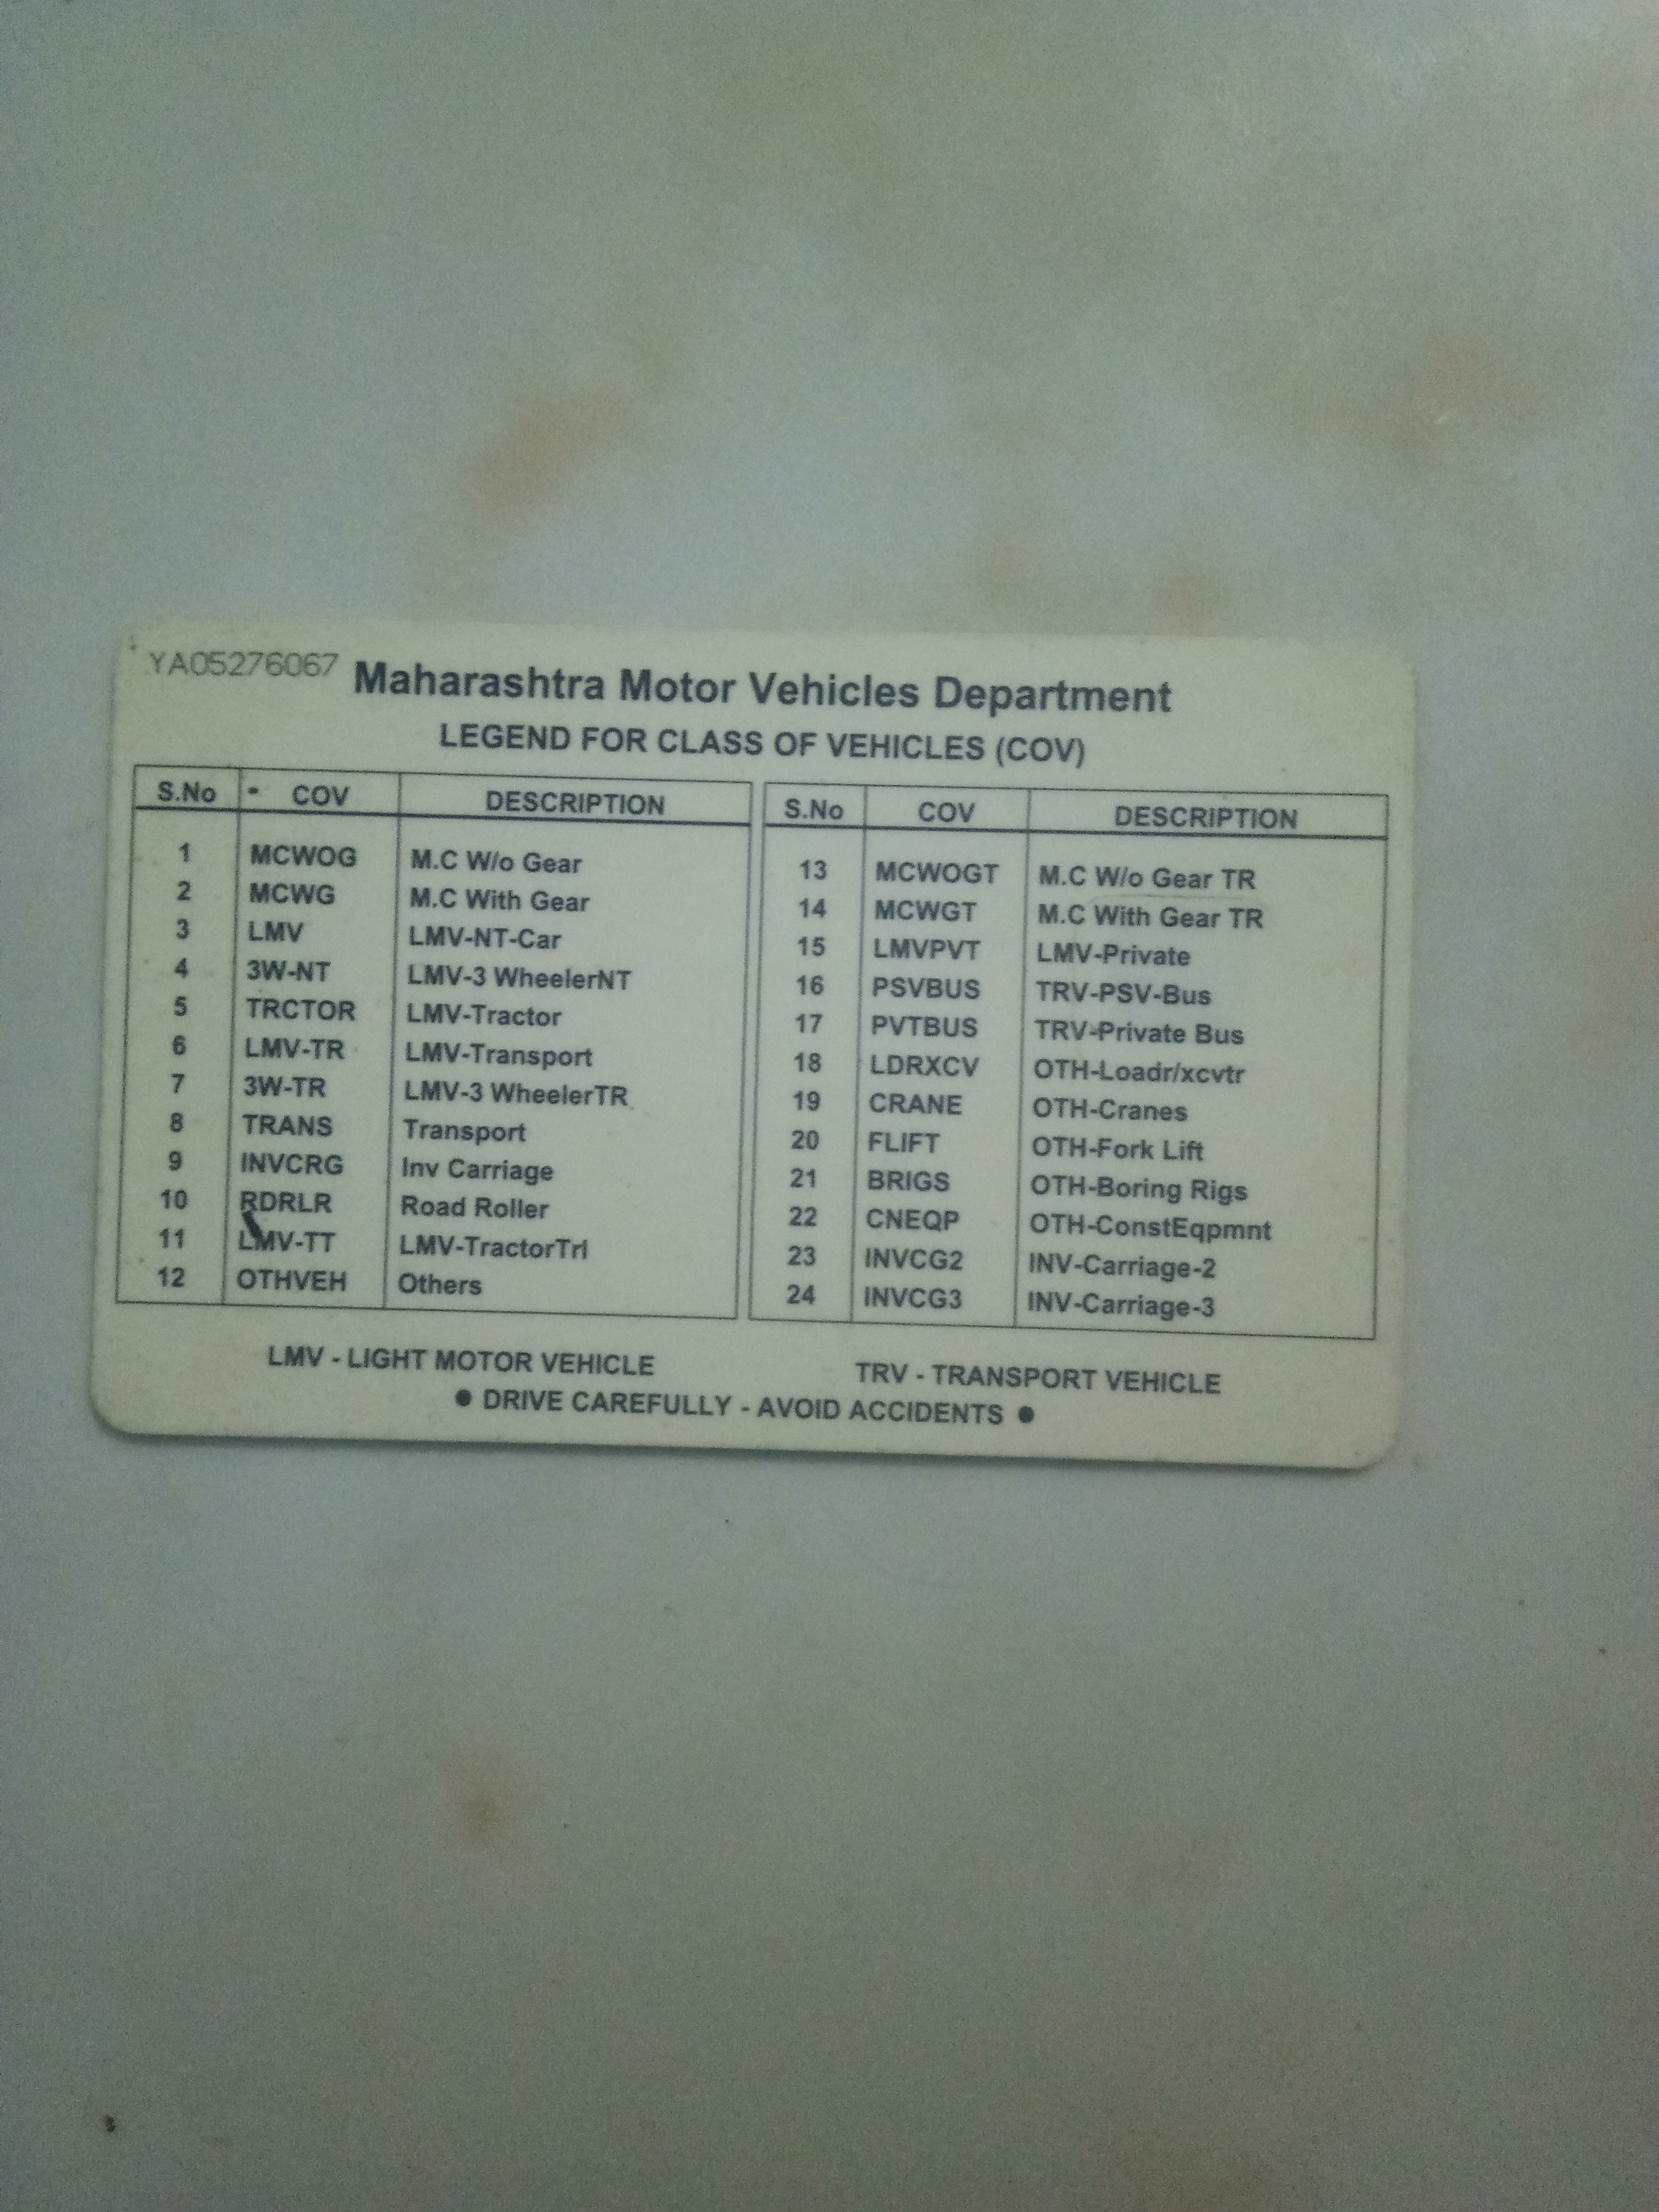 YA05276067
Maharashtra Motor Vehicles Department
LEGEND FOR CLASS OF VEHICLES (COV)
S.No COV DESCRIPTION
1 MCWOG M.C W/o Gear
2 MCWG M.C With Gear
3 LMV LMV-NT-Car
4 3W-NT LMV-3 WheelerNT
5 TRCTOR LMV-Tractor
6 LMV-TR LMV-Transport
7 3W-TR LMV-3 WheelerTR
8 TRANS Transport
9 INVCRG Inv Carriage
10 RDRLR Road Roller
11 LMV-TT LMV-TractorTrl
12 OTHVEH Others
S.No COV DESCRIPTION
13 MCWOGT M.C W/o Gear TR
14 MCWGT M.C With Gear TR
15 LMVPVT LMV-Private
16 PSVBUS TRV-PSV-Bus
17 PVTBUS TRV-Private Bus
18 LDRXCV OTH-Loadr/xcvtr
19 CRANE OTH-Cranes
20 FLIFT OTH-Fork Lift
21 BRIGS OTH-Boring Rigs
22 CNEQP OTH-ConstEqpmnt
23 INVCG2 INV-Carriage-2
24 INVCG3 INV-Carriage-3
LMV - LIGHT MOTOR VEHICLE TRV - TRANSPORT VEHICLE
● DRIVE CAREFULLY - AVOID ACCIDENTS ●